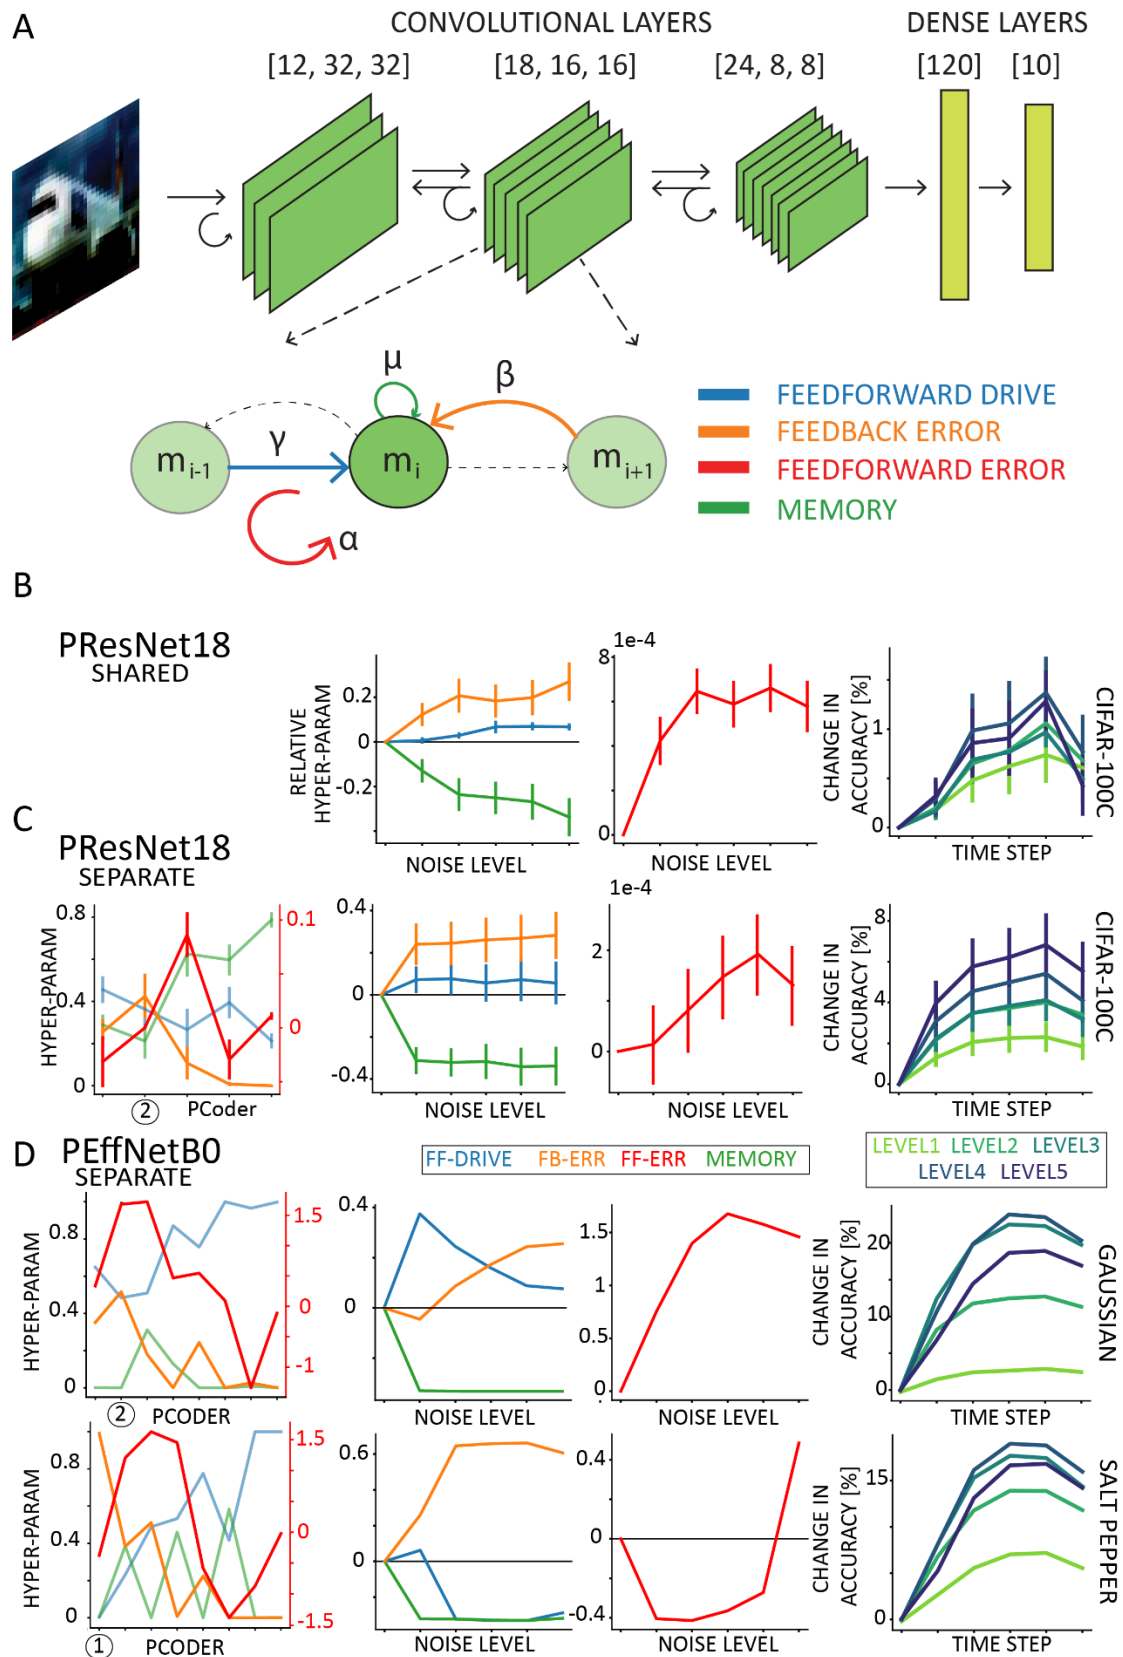 A
CONVOLUTIONAL LAYERS
DENSE LAYERS
[12, 32, 32]
[18, 16, 16]
[24, 8, 8]
[120]
[10]
μ
β
γ
m i-1
m i
m i+1
α
FEEDFORWARD DRIVE
FEEDBACK ERROR
FEEDFORWARD ERROR
MEMORY
B
PResNet18
SHARED
RELATIVE
HYPER-PARAM
0.2
0
-0.2
NOISE LEVEL
1e-4
8
0
NOISE LEVEL
CHANGE IN
ACCURACY [%]
1
0
TIME STEP
CIFAR-100C
C
PResNet18
SEPARATE
HYPER-PARAM
0.8
0.4
0
0.1
0
2
PCoder
0.4
0
-0.4
NOISE LEVEL
1e-4
2
0
NOISE LEVEL
CHANGE IN
ACCURACY [%]
8
4
0
TIME STEP
CIFAR-100C
D
PEffNetB0
SEPARATE
FF-DRIVE FB-ERR FF-ERR MEMORY
LEVEL1 LEVEL2 LEVEL3
LEVEL4 LEVEL5
HYPER-PARAM
0.8
0.4
0
1.5
0
-1
2
PCODER
0.4
0
NOISE LEVEL
1.5
1
0.5
0
NOISE LEVEL
CHANGE IN
ACCURACY [%]
20
10
0
TIME STEP
GAUSSIAN
HYPER-PARAM
0.8
0.4
0
1.5
0
-1.5
1
PCODER
0.6
0
NOISE LEVEL
0
-0.4
NOISE LEVEL
CHANGE IN
ACCURACY [%]
15
0
TIME STEP
SALT PEPPER